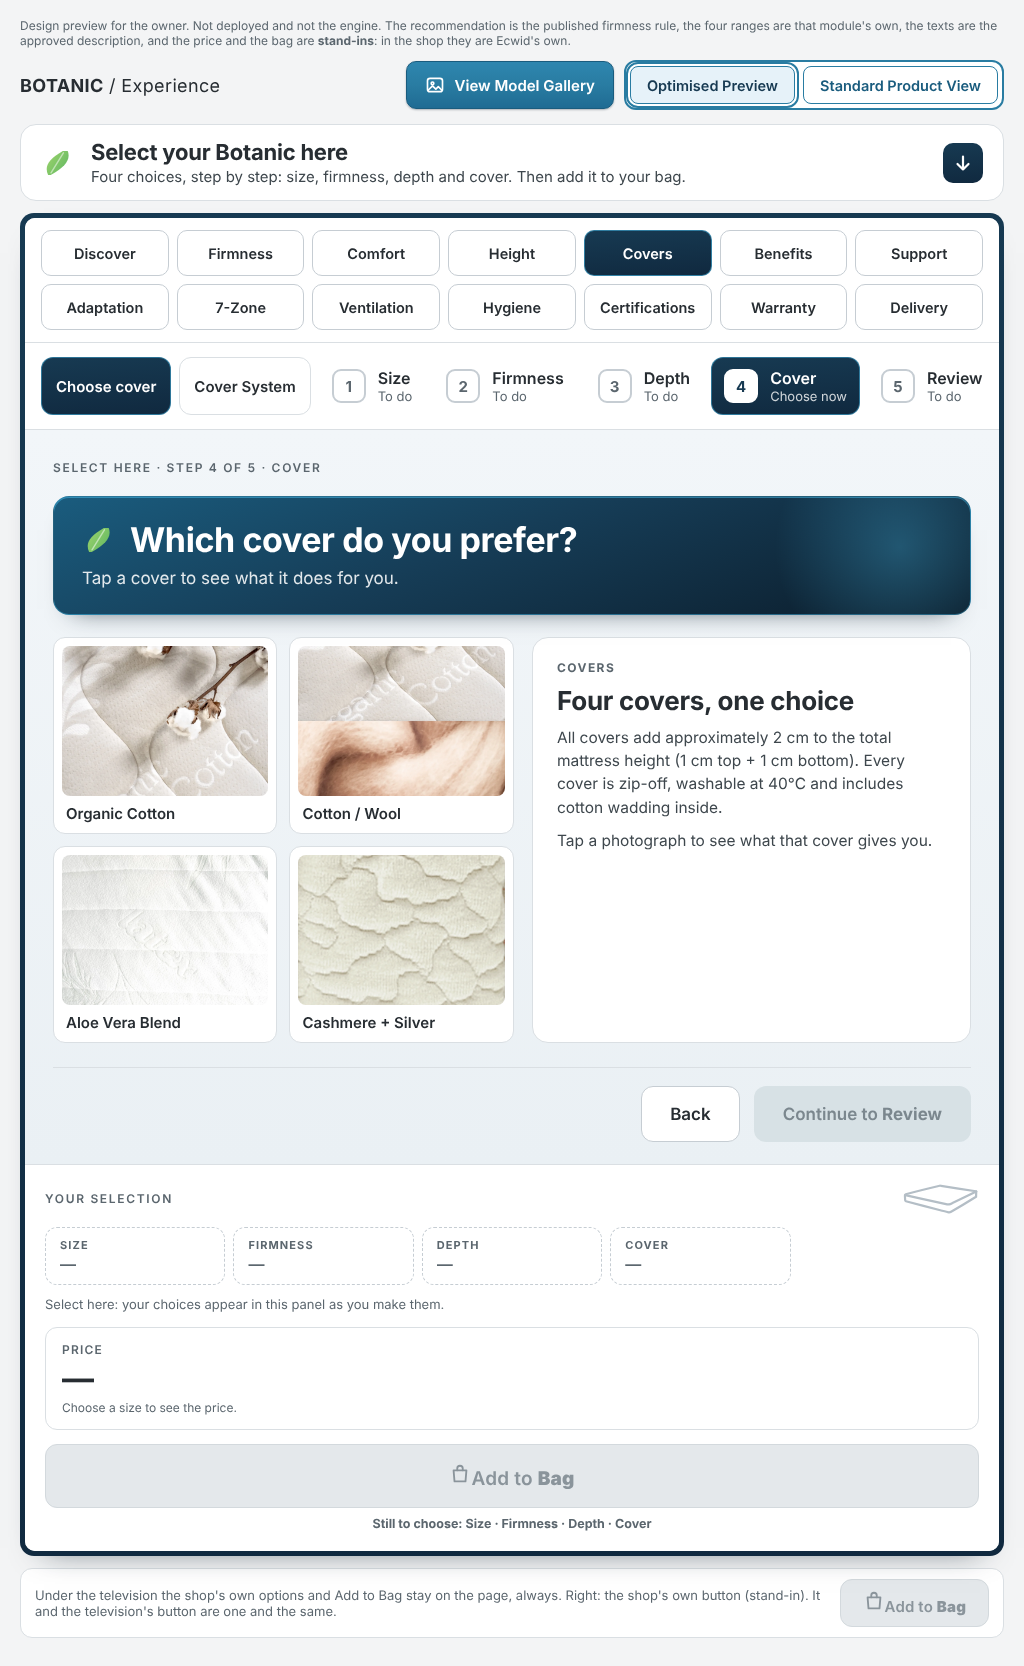 Design preview for the owner. Not deployed and not the engine. The recommendation is the published firmness rule, the four ranges are that module's own, the texts are the
approved description, and the price and the bag are stand-ins: in the shop they are Ecwid's own.
BOTANIC / Experience
View Model Gallery
Optimised Preview
Standard Product View
Select your Botanic here
Four choices, step by step: size, firmness, depth and cover. Then add it to your bag.
Discover
Firmness
Comfort
Height
Covers
Benefits
Support
Adaptation
7-Zone
Ventilation
Hygiene
Certifications
Warranty
Delivery
Choose cover
Cover System
1
Size
To do
2
Firmness
To do
3
Depth
To do
4
Cover
Choose now
5
Review
To do
SELECT HERE · STEP 4 OF 5 · COVER
Which cover do you prefer?
Tap a cover to see what it does for you.
Cotton
Organic Cotton
Cotton
Cotton / Wool
Aloe Vera Blend
Cashmere + Silver
COVERS
Four covers, one choice
All covers add approximately 2 cm to the total
mattress height (1 cm top + 1 cm bottom). Every
cover is zip-off, washable at 40°C and includes
cotton wadding inside.
Tap a photograph to see what that cover gives you.
Back
Continue to Review
YOUR SELECTION
SIZE
—
FIRMNESS
—
DEPTH
—
COVER
—
Select here: your choices appear in this panel as you make them.
PRICE
—
Choose a size to see the price.
Add to Bag
Still to choose: Size · Firmness · Depth · Cover
Under the television the shop's own options and Add to Bag stay on the page, always. Right: the shop's own button (stand-in). It
and the television's button are one and the same.
Add to Bag